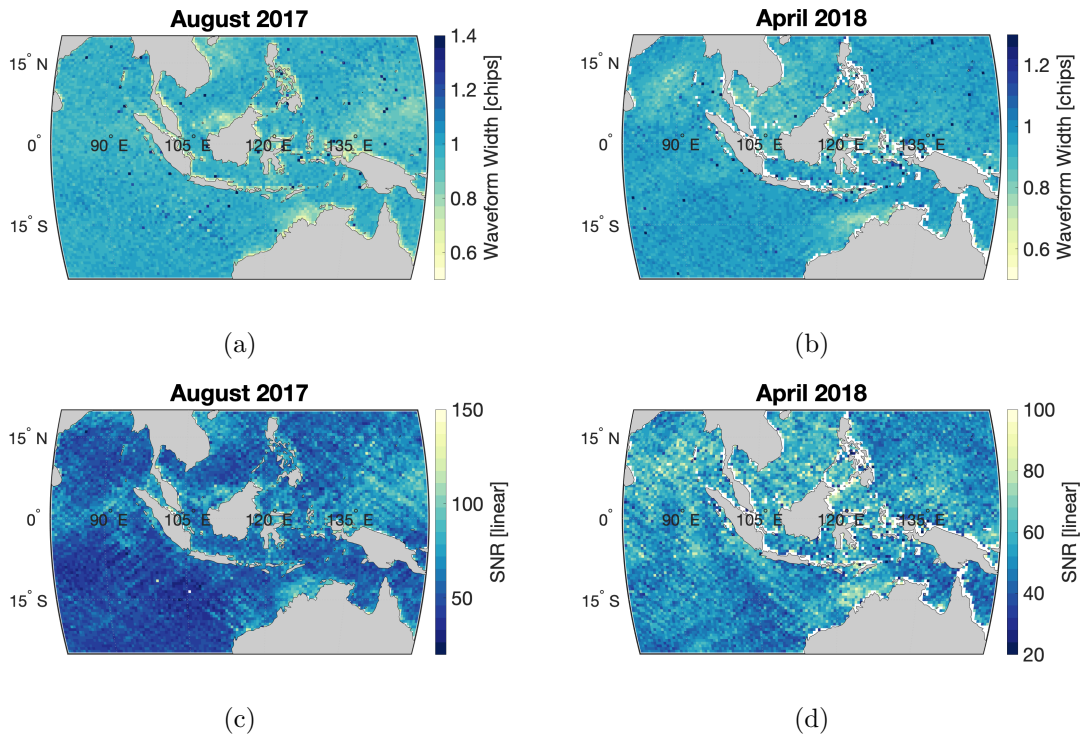 August 2017
15° N
0°
15° S
90° E
105° E
120° E
135° E
1.4
1.2
1
0.8
0.6
Waveform Width [chips]
(a)
April 2018
15° N
0°
15° S
90° E
105° E
120° E
135° E
1.2
1
0.8
0.6
Waveform Width [chips]
(b)
August 2017
15° N
0°
15° S
90° E
105° E
120° E
135° E
150
100
50
SNR [linear]
(c)
April 2018
15° N
0°
15° S
90° E
105° E
120° E
135° E
100
80
60
40
20
SNR [linear]
(d)